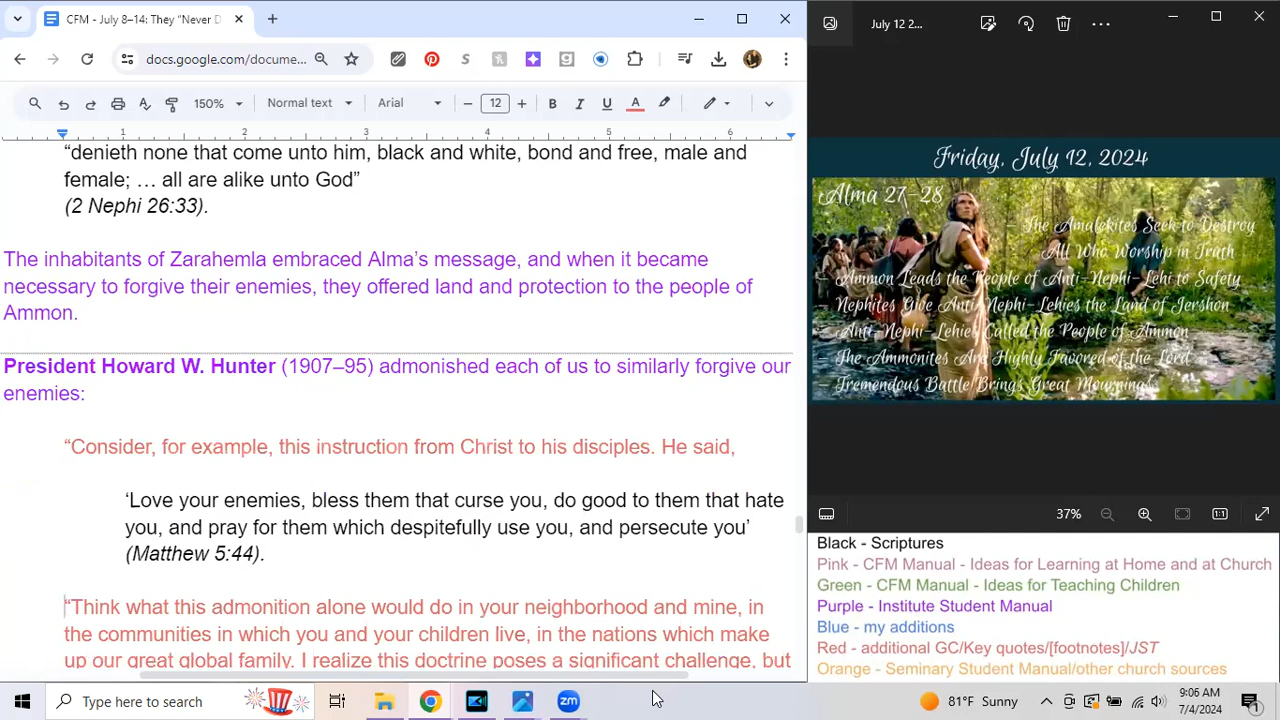 CFM - July 8–14: They “Never D
docs.google.com/docume...
150%
Normal text
Arial
12
B I U A
1 2 3 4 5 6
“denieth none that come unto him, black and white, bond and free, male and
female; … all are alike unto God”
(2 Nephi 26:33).
The inhabitants of Zarahemla embraced Alma’s message, and when it became
necessary to forgive their enemies, they offered land and protection to the people of
Ammon.
President Howard W. Hunter (1907–95) admonished each of us to similarly forgive our
enemies:
“Consider, for example, this instruction from Christ to his disciples. He said,
‘Love your enemies, bless them that curse you, do good to them that hate
you, and pray for them which despitefully use you, and persecute you’
(Matthew 5:44).
“Think what this admonition alone would do in your neighborhood and mine, in
the communities in which you and your children live, in the nations which make
up our great global family. I realize this doctrine poses a significant challenge, but
July 12 2...
Friday, July 12, 2024
Alma 27–28
– The Amalekites Seek to Destroy
All Who Worship in Truth
– Ammon Leads the People of Anti-Nephi-Lehi to Safety
– Nephites Give Anti-Nephi-Lehies the Land of Jershon
– Anti-Nephi-Lehies Called the People of Ammon
– The Ammonites Are Highly Favored of the Lord
– Tremendous Battle Brings Great Mournings
37%
1:1
Black - Scriptures
Pink - CFM Manual - Ideas for Learning at Home and at Church
Green - CFM Manual - Ideas for Teaching Children
Purple - Institute Student Manual
Blue - my additions
Red - additional GC/Key quotes/[footnotes]/JST
Orange - Seminary Student Manual/other church sources
Type here to search
zm
81°F Sunny
9:06 AM
7/4/2024
1